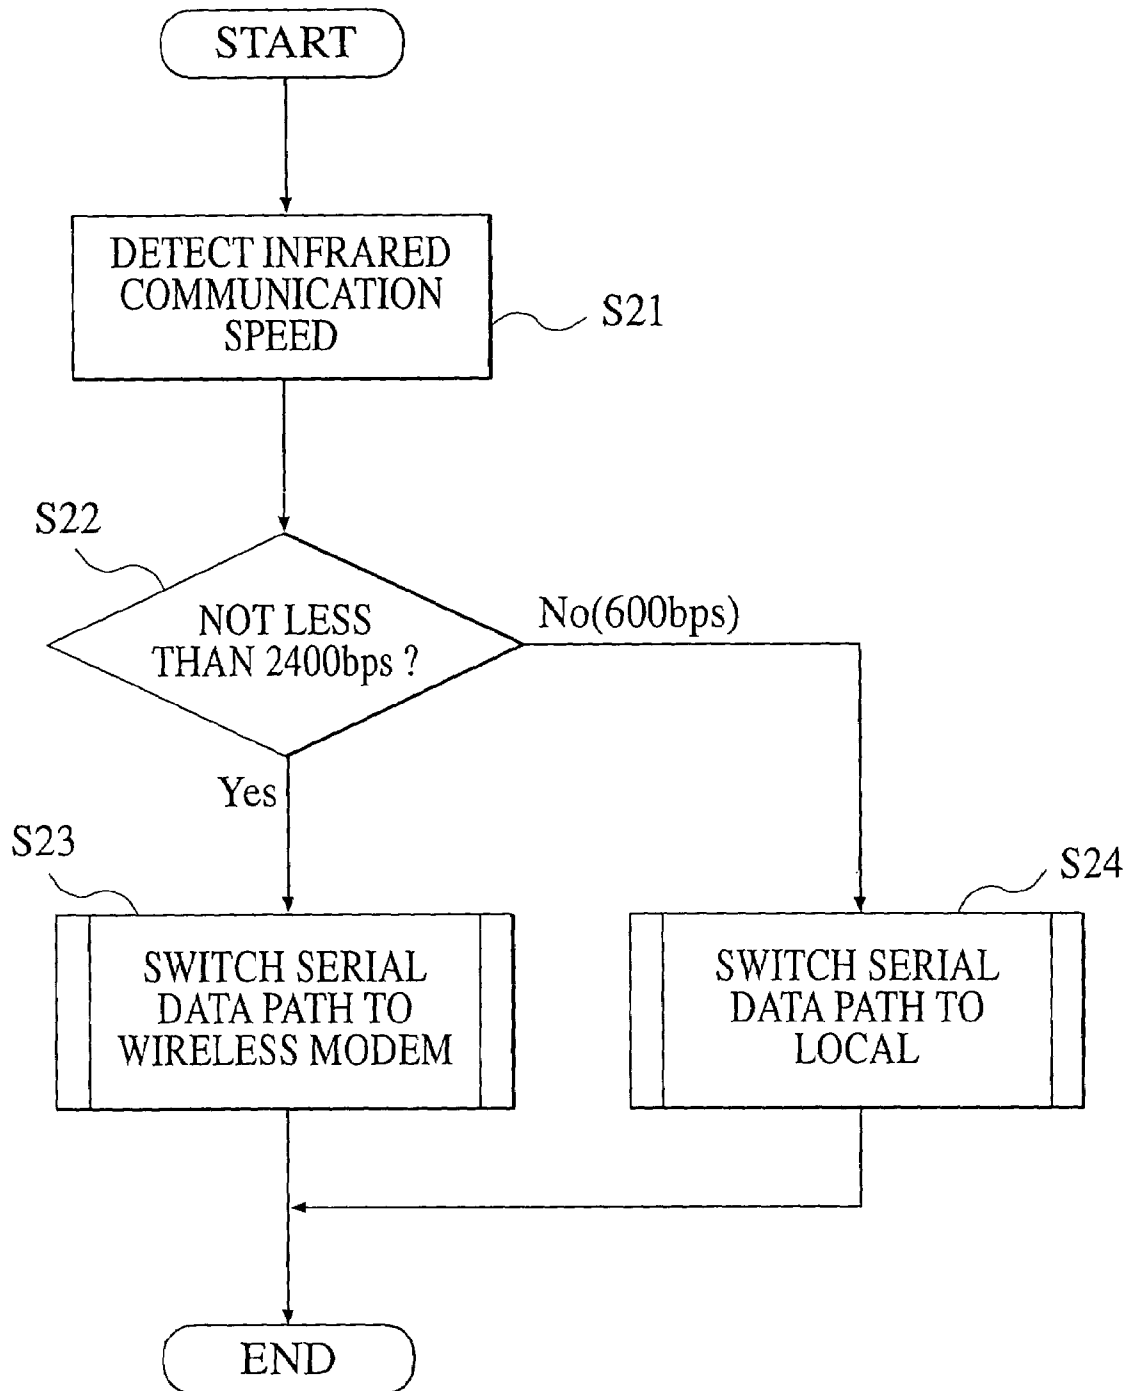 START
DETECT INFRARED
COMMUNICATION
SPEED
S21
S22
NOT LESS
THAN 2400bps ?
No(600bps)
Yes
S23
SWITCH SERIAL
DATA PATH TO
WIRELESS MODEM
S24
SWITCH SERIAL
DATA PATH TO
LOCAL
END